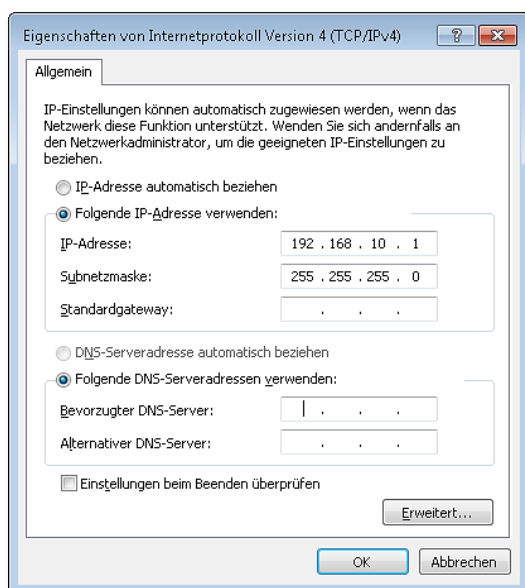 Eigenschaften von Internetprotokoll Version 4 (TCP/IPv4)
Allgemein
IP-Einstellungen können automatisch zugewiesen werden, wenn das
Netzwerk diese Funktion unterstützt. Wenden Sie sich andernfalls an
den Netzwerkadministrator, um die geeigneten IP-Einstellungen zu
beziehen.
IP-Adresse automatisch beziehen
Folgende IP-Adresse verwenden:
IP-Adresse: 192 . 168 . 10 . 1
Subnetzmaske: 255 . 255 . 255 . 0
Standardgateway: . . .
DNS-Serveradresse automatisch beziehen
Folgende DNS-Serveradressen verwenden:
Bevorzugter DNS-Server: . . .
Alternativer DNS-Server: . . .
Einstellungen beim Beenden überprüfen
Erweitert...
OK Abbrechen